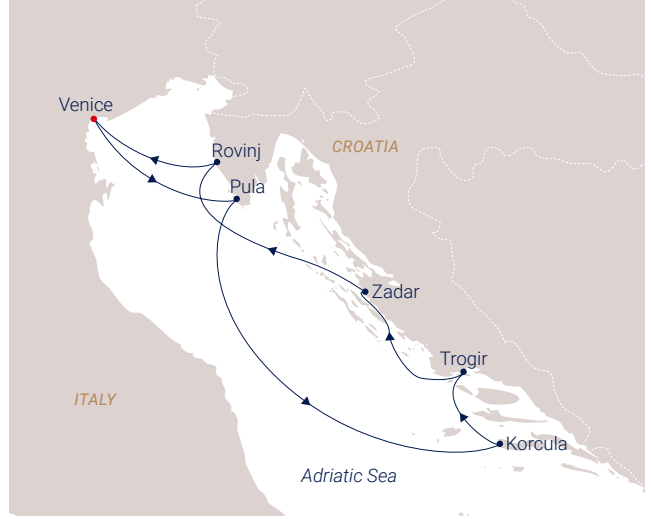 Venice
CROATIA
Rovinj
Pula
Zadar
Trogir
ITALY
Korcula
Adriatic Sea